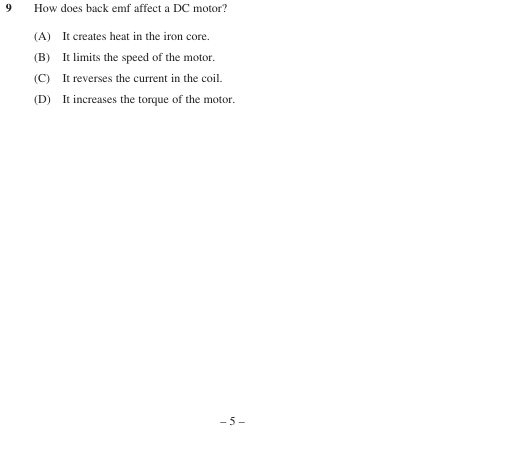 9 How does back emf affect a DC motor?
(A) It creates heat in the iron core.
(B) It limits the speed of the motor.
(C) It reverses the current in the coil.
(D) It increases the torque of the motor.
– 5 –